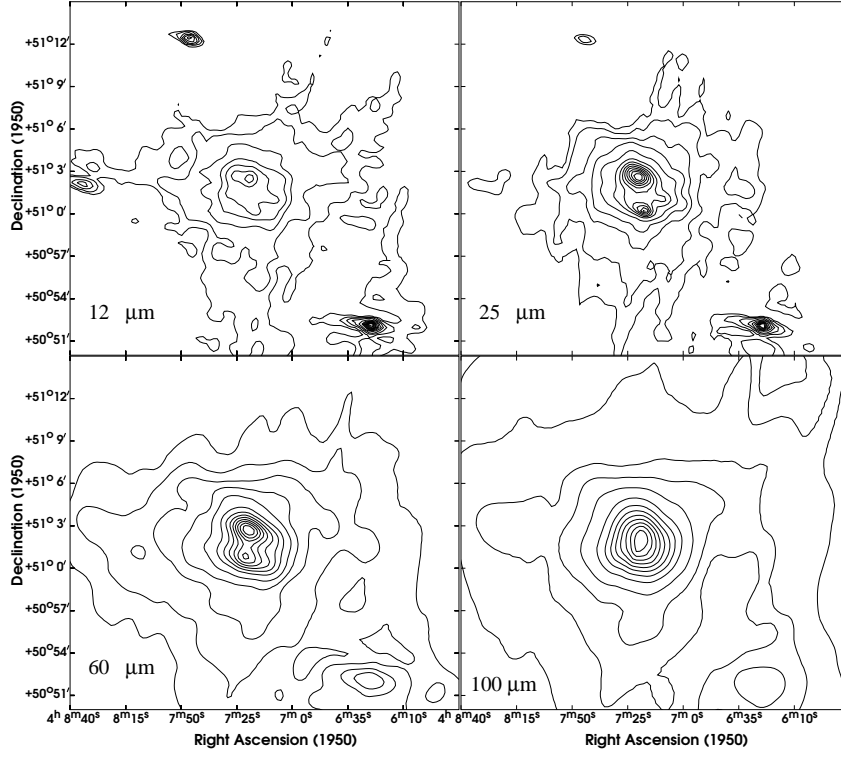 +51° 12′
+51° 9′
+51° 6′
+51° 3′
+51° 0′
+50° 57′
+50° 54′
+50° 51′
Declination (1950)
12 μm
25 μm
+51° 12′
+51° 9′
+51° 6′
+51° 3′
+51° 0′
+50° 57′
+50° 54′
+50° 51′
Declination (1950)
60 μm
100 μm
4ʰ 8ᵐ40ˢ 8ᵐ15ˢ 7ᵐ50ˢ 7ᵐ25ˢ 7ᵐ 0ˢ 6ᵐ35ˢ 6ᵐ10ˢ
4ʰ 8ᵐ40ˢ 8ᵐ15ˢ 7ᵐ50ˢ 7ᵐ25ˢ 7ᵐ 0ˢ 6ᵐ35ˢ 6ᵐ10ˢ
Right Ascension (1950)
Right Ascension (1950)